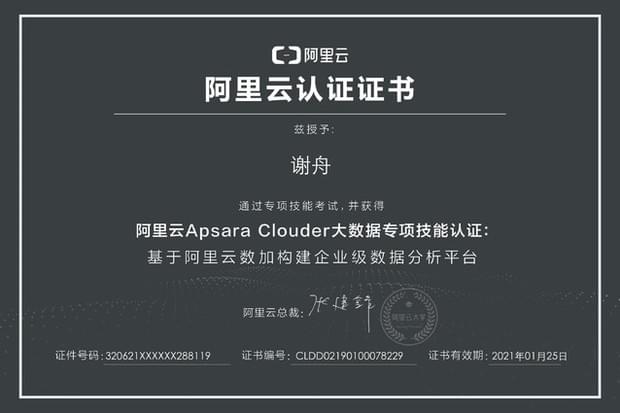 阿里云
阿里云认证证书
兹授予:
谢舟
通过专项技能考试,并获得
阿里云Apsara Clouder大数据专项技能认证:
基于阿里云数加构建企业级数据分析平台
阿里云总裁:
阿里云大学
证件号码: 320621XXXXXX288119 证书编号: CLDD02190100078229 证书有效期: 2021年01月25日